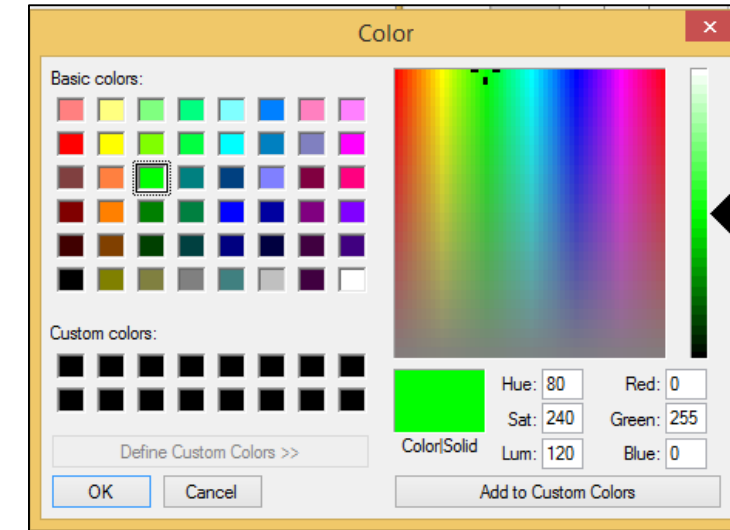 Color
Basic colors:
Custom colors:
Define Custom Colors >>
OK Cancel
Color|Solid
Hue: 80 Red: 0
Sat: 240 Green: 255
Lum: 120 Blue: 0
Add to Custom Colors